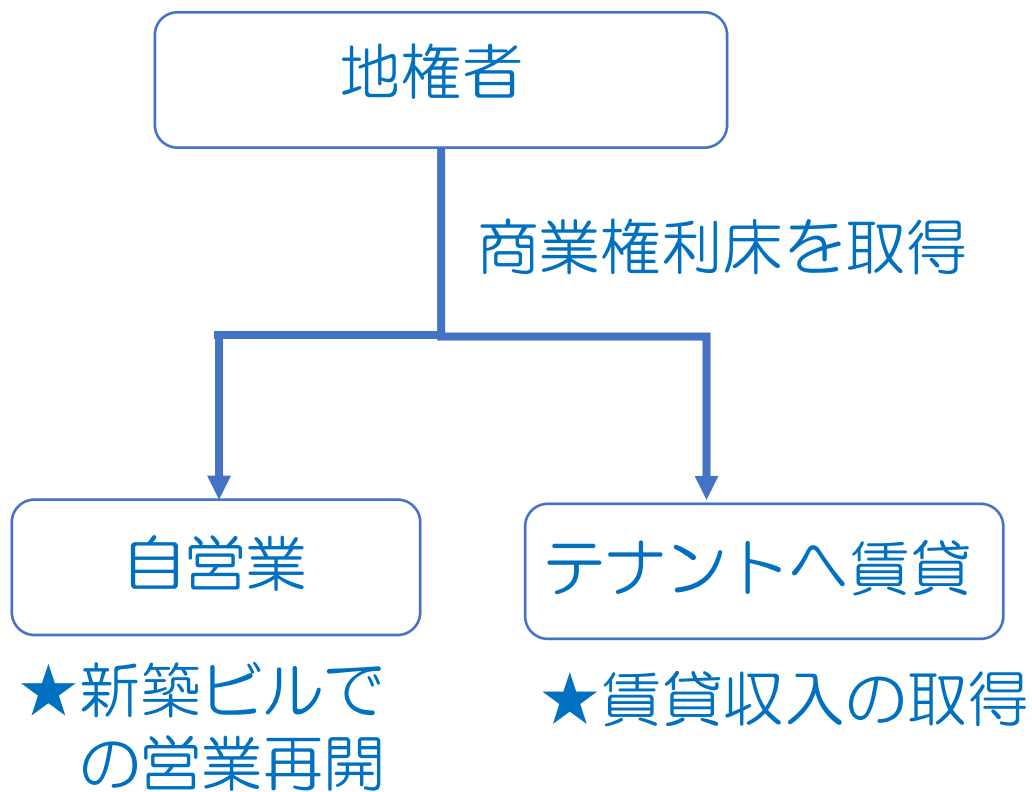 地権者
商業権利床を取得
自営業
★新築ビルで
の営業再開
テナントへ賃貸
★賃貸収入の取得